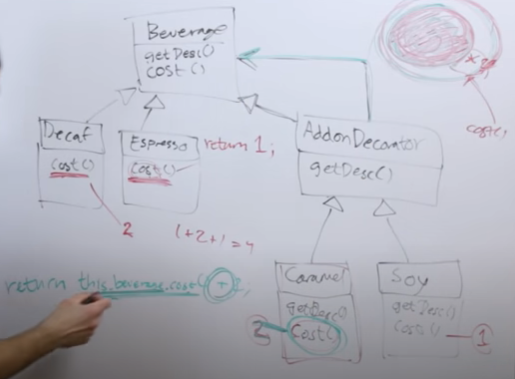 Beverage
getDesc()
cost()
cost()
Decaf
cost()
Espresso
cost()
return 1;
AddonDecorator
getDesc()
2
1+2+1=4
return this.beverage.cost() + 2;
Caramel
getDesc()
2
Cost()
Soy
getDesc()
cost()
1